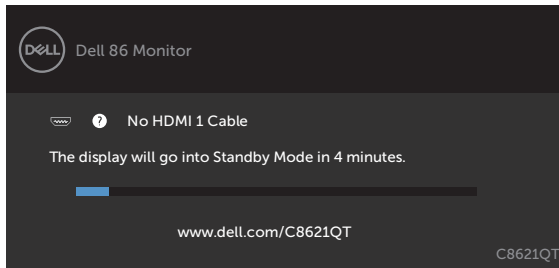 DELL
Dell 86 Monitor
? No HDMI 1 Cable
The display will go into Standby Mode in 4 minutes.
www.dell.com/C8621QT
C8621QT